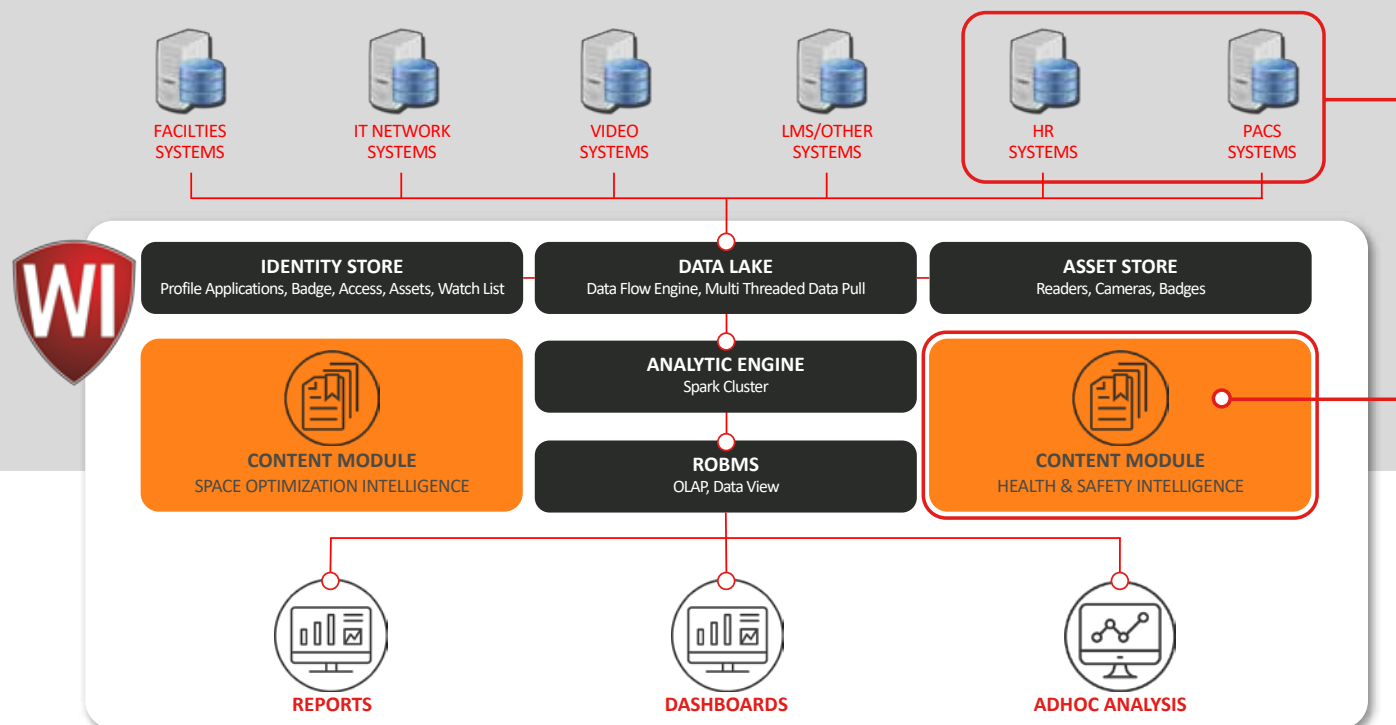 FACILTIES
SYSTEMS
IT NETWORK
SYSTEMS
VIDEO
SYSTEMS
LMS/OTHER
SYSTEMS
HR
SYSTEMS
PACS
SYSTEMS
WI
IDENTITY STORE
Profile Applications, Badge, Access, Assets, Watch List
DATA LAKE
Data Flow Engine, Multi Threaded Data Pull
ASSET STORE
Readers, Cameras, Badges
CONTENT MODULE
SPACE OPTIMIZATION INTELLIGENCE
ANALYTIC ENGINE
Spark Cluster
ROBMS
OLAP, Data View
CONTENT MODULE
HEALTH & SAFETY INTELLIGENCE
REPORTS
DASHBOARDS
ADHOC ANALYSIS